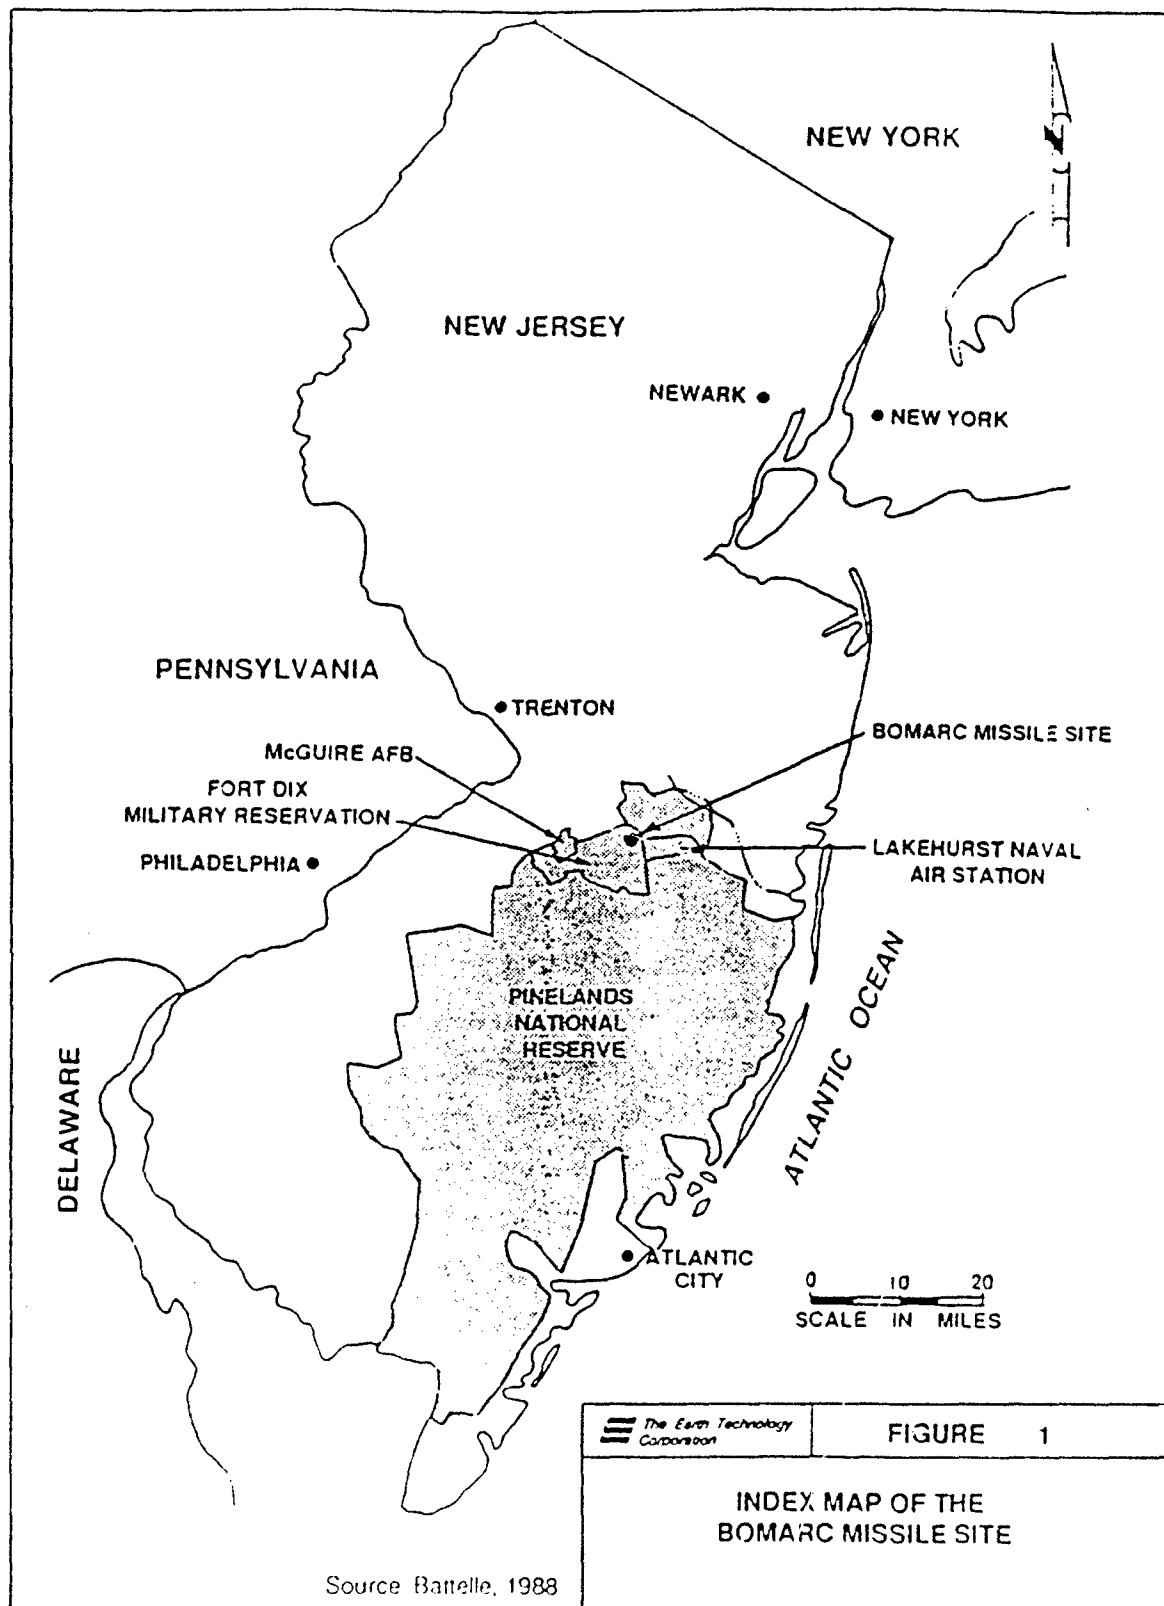 NEW YORK
NEW JERSEY
NEWARK
NEW YORK
PENNSYLVANIA
TRENTON
BOMARC MISSILE SITE
McGUIRE AFB
FORT DIX
MILITARY RESERVATION
PHILADELPHIA
LAKEHURST NAVAL
AIR STATION
PINELANDS
NATIONAL
RESERVE
ATLANTIC OCEAN
DELAWARE
ATLANTIC
CITY
0 10 20
SCALE IN MILES
The Earth Technology
Corporation
FIGURE 1
INDEX MAP OF THE
BOMARC MISSILE SITE
Source Battelle, 1988